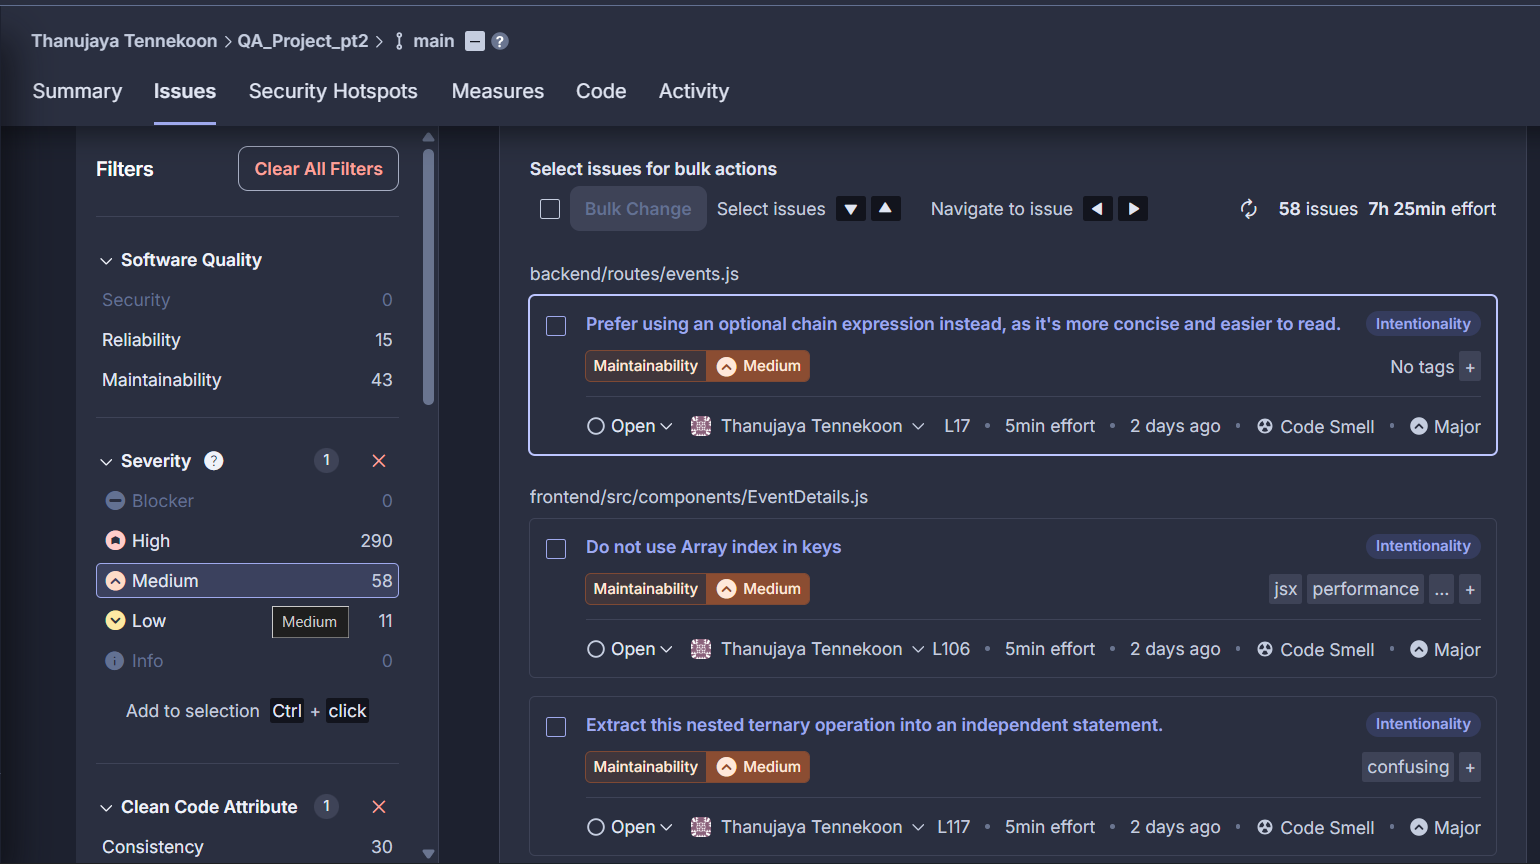 Thanujaya Tennekoon > QA_Project_pt2 > main ?
Summary Issues Security Hotspots Measures Code Activity
Filters
Clear All Filters
Software Quality
Security 0
Reliability 15
Maintainability 43
Severity ? 1
Blocker 0
High 290
Medium 58
Low 11
Medium
Info 0
Add to selection Ctrl + click
Clean Code Attribute 1
Consistency 30
Select issues for bulk actions
Bulk Change Select issues Navigate to issue 58 issues 7h 25min effort
backend/routes/events.js
Prefer using an optional chain expression instead, as it's more concise and easier to read. Intentionality
Maintainability Medium No tags +
Open Thanujaya Tennekoon L17 • 5min effort • 2 days ago • Code Smell • Major
frontend/src/components/EventDetails.js
Do not use Array index in keys Intentionality
Maintainability Medium jsx performance ... +
Open Thanujaya Tennekoon L106 • 5min effort • 2 days ago • Code Smell • Major
Extract this nested ternary operation into an independent statement. Intentionality
Maintainability Medium confusing +
Open Thanujaya Tennekoon L117 • 5min effort • 2 days ago • Code Smell • Major